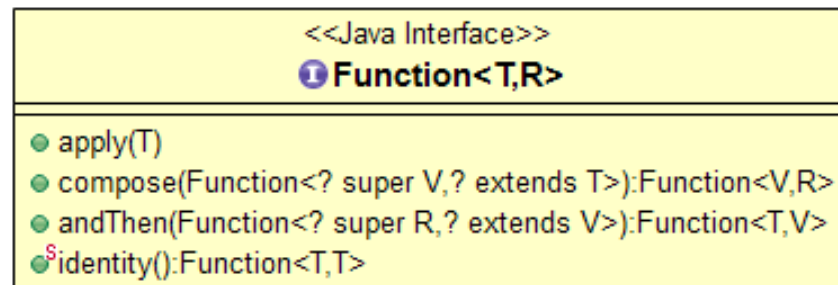 <<Java Interface>>
I Function<T,R>
apply(T)
compose(Function<? super V,? extends T>):Function<V,R>
andThen(Function<? super R,? extends V>):Function<T,V>
S identity():Function<T,T>